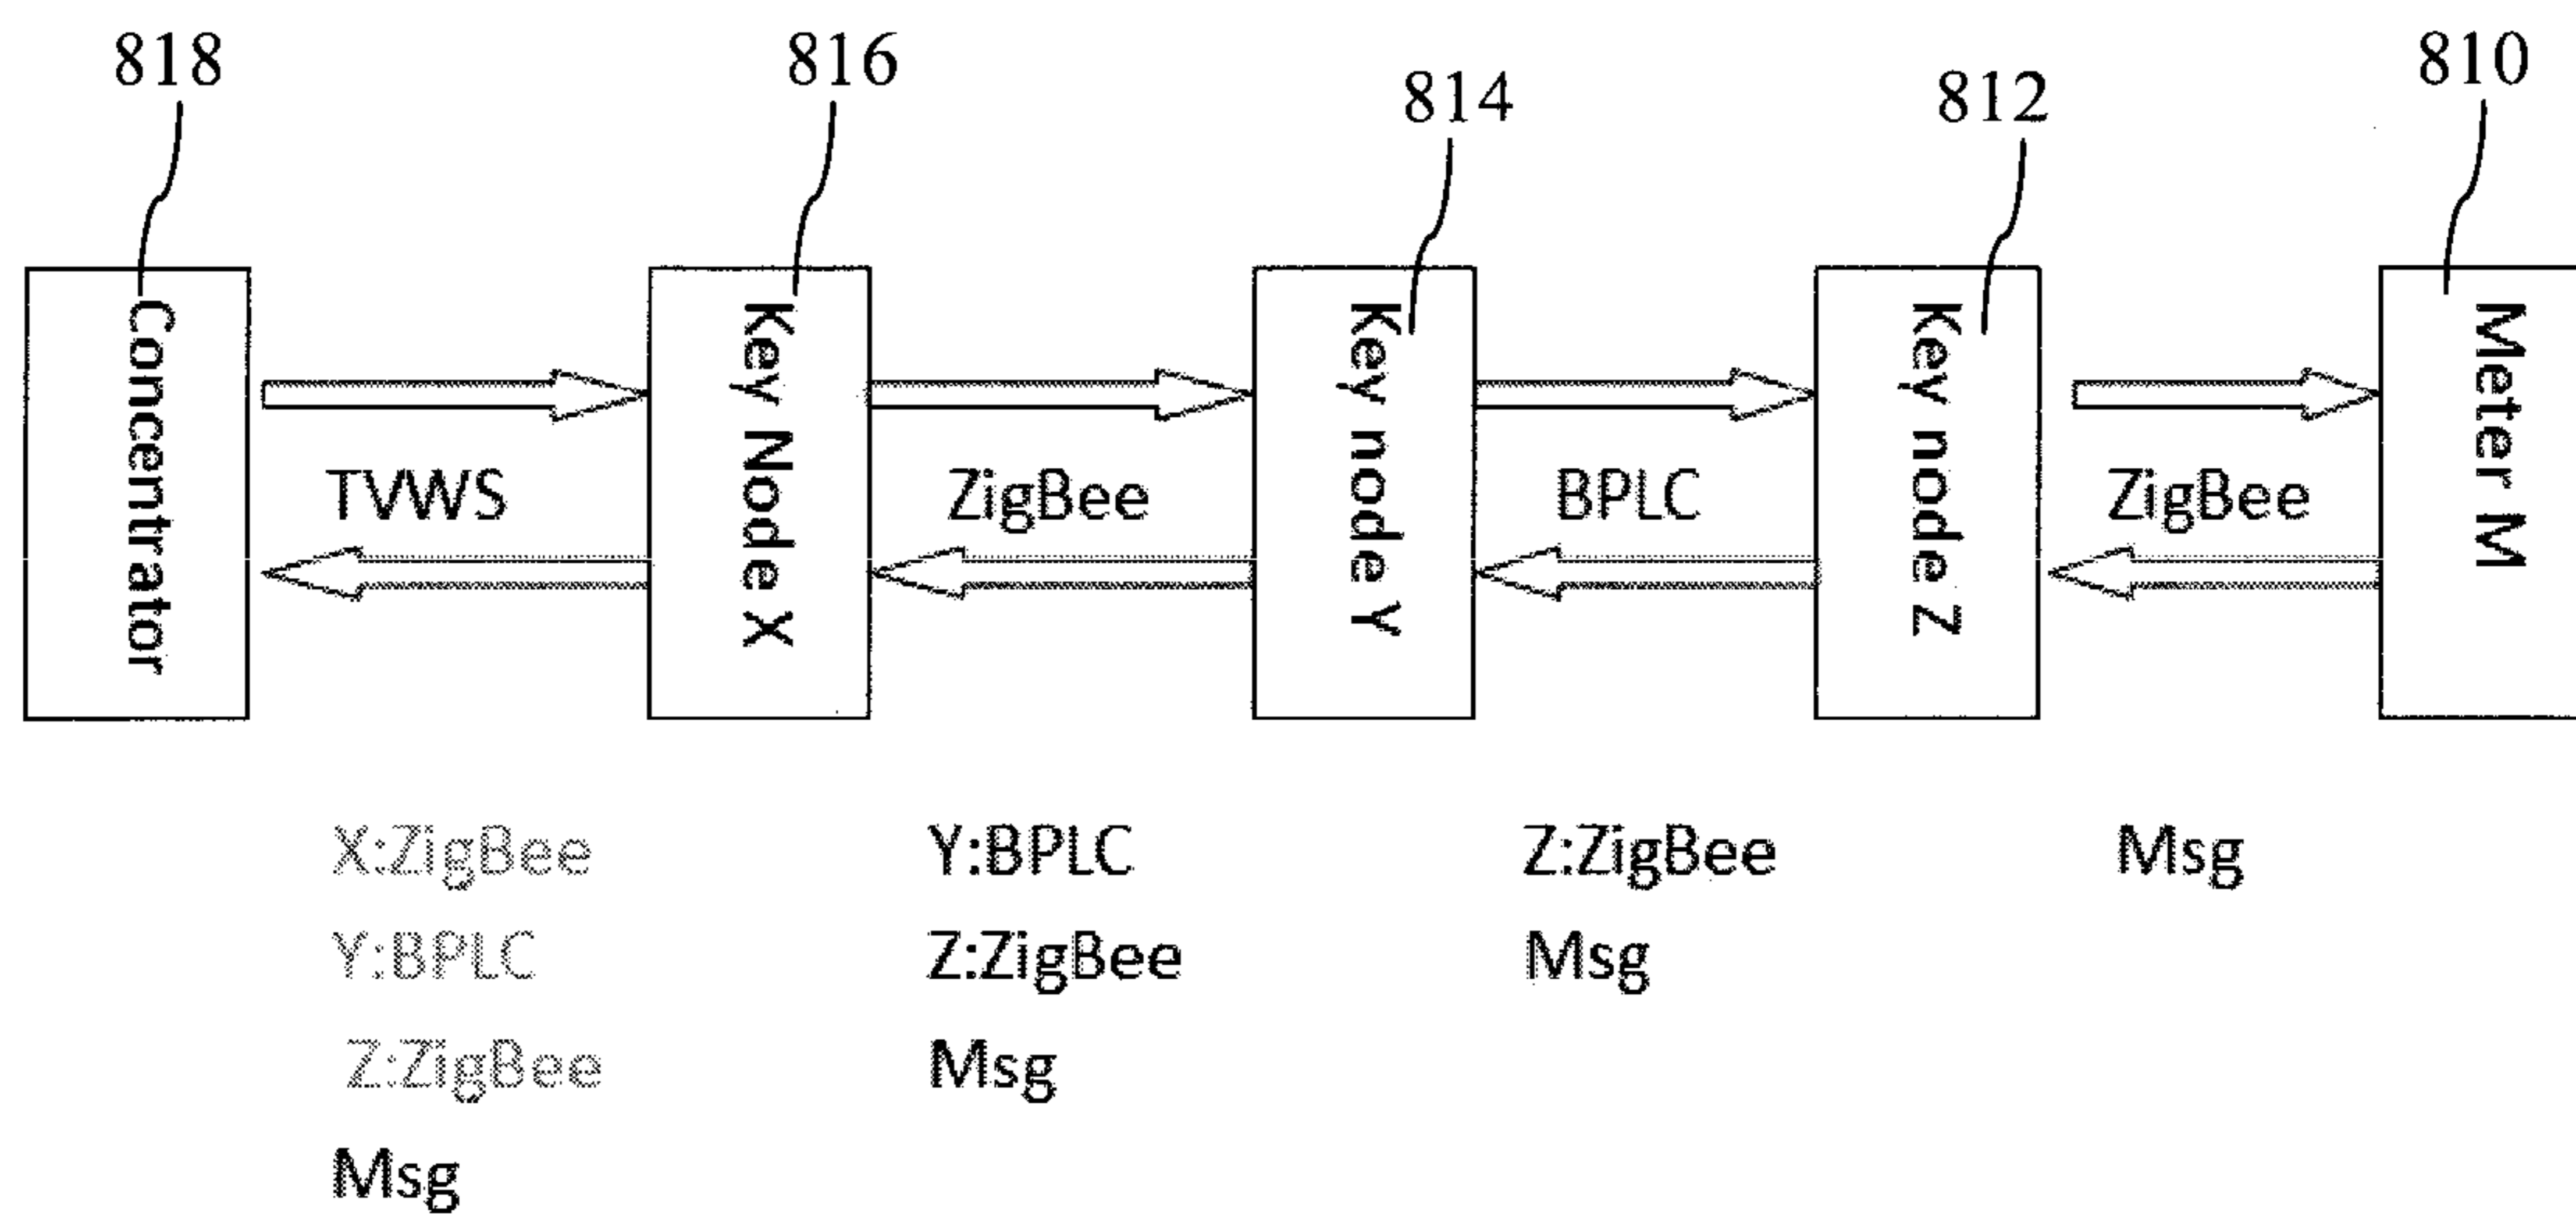 818
816
814
812
810
Concentrator
Key Node X
Key node Y
Key node Z
Meter M
TVWS
ZigBee
BPLC
ZigBee
X:ZigBee
Y:BPLC
Z:ZigBee
Msg
Y:BPLC
Z:ZigBee
Msg
Z:ZigBee
Msg
Msg